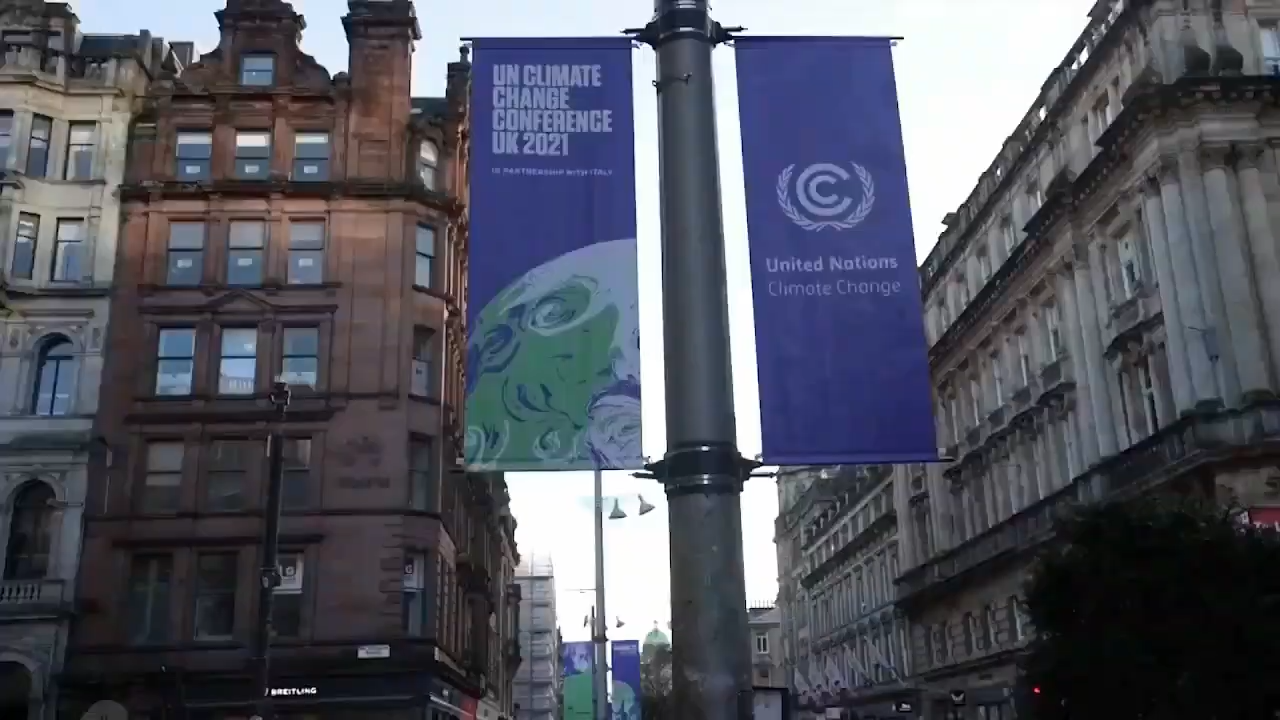 UN CLIMATE
CHANGE
CONFERENCE
UK 2021
IN PARTNERSHIP WITH ITALY
United Nations
Climate Change
BREITLING